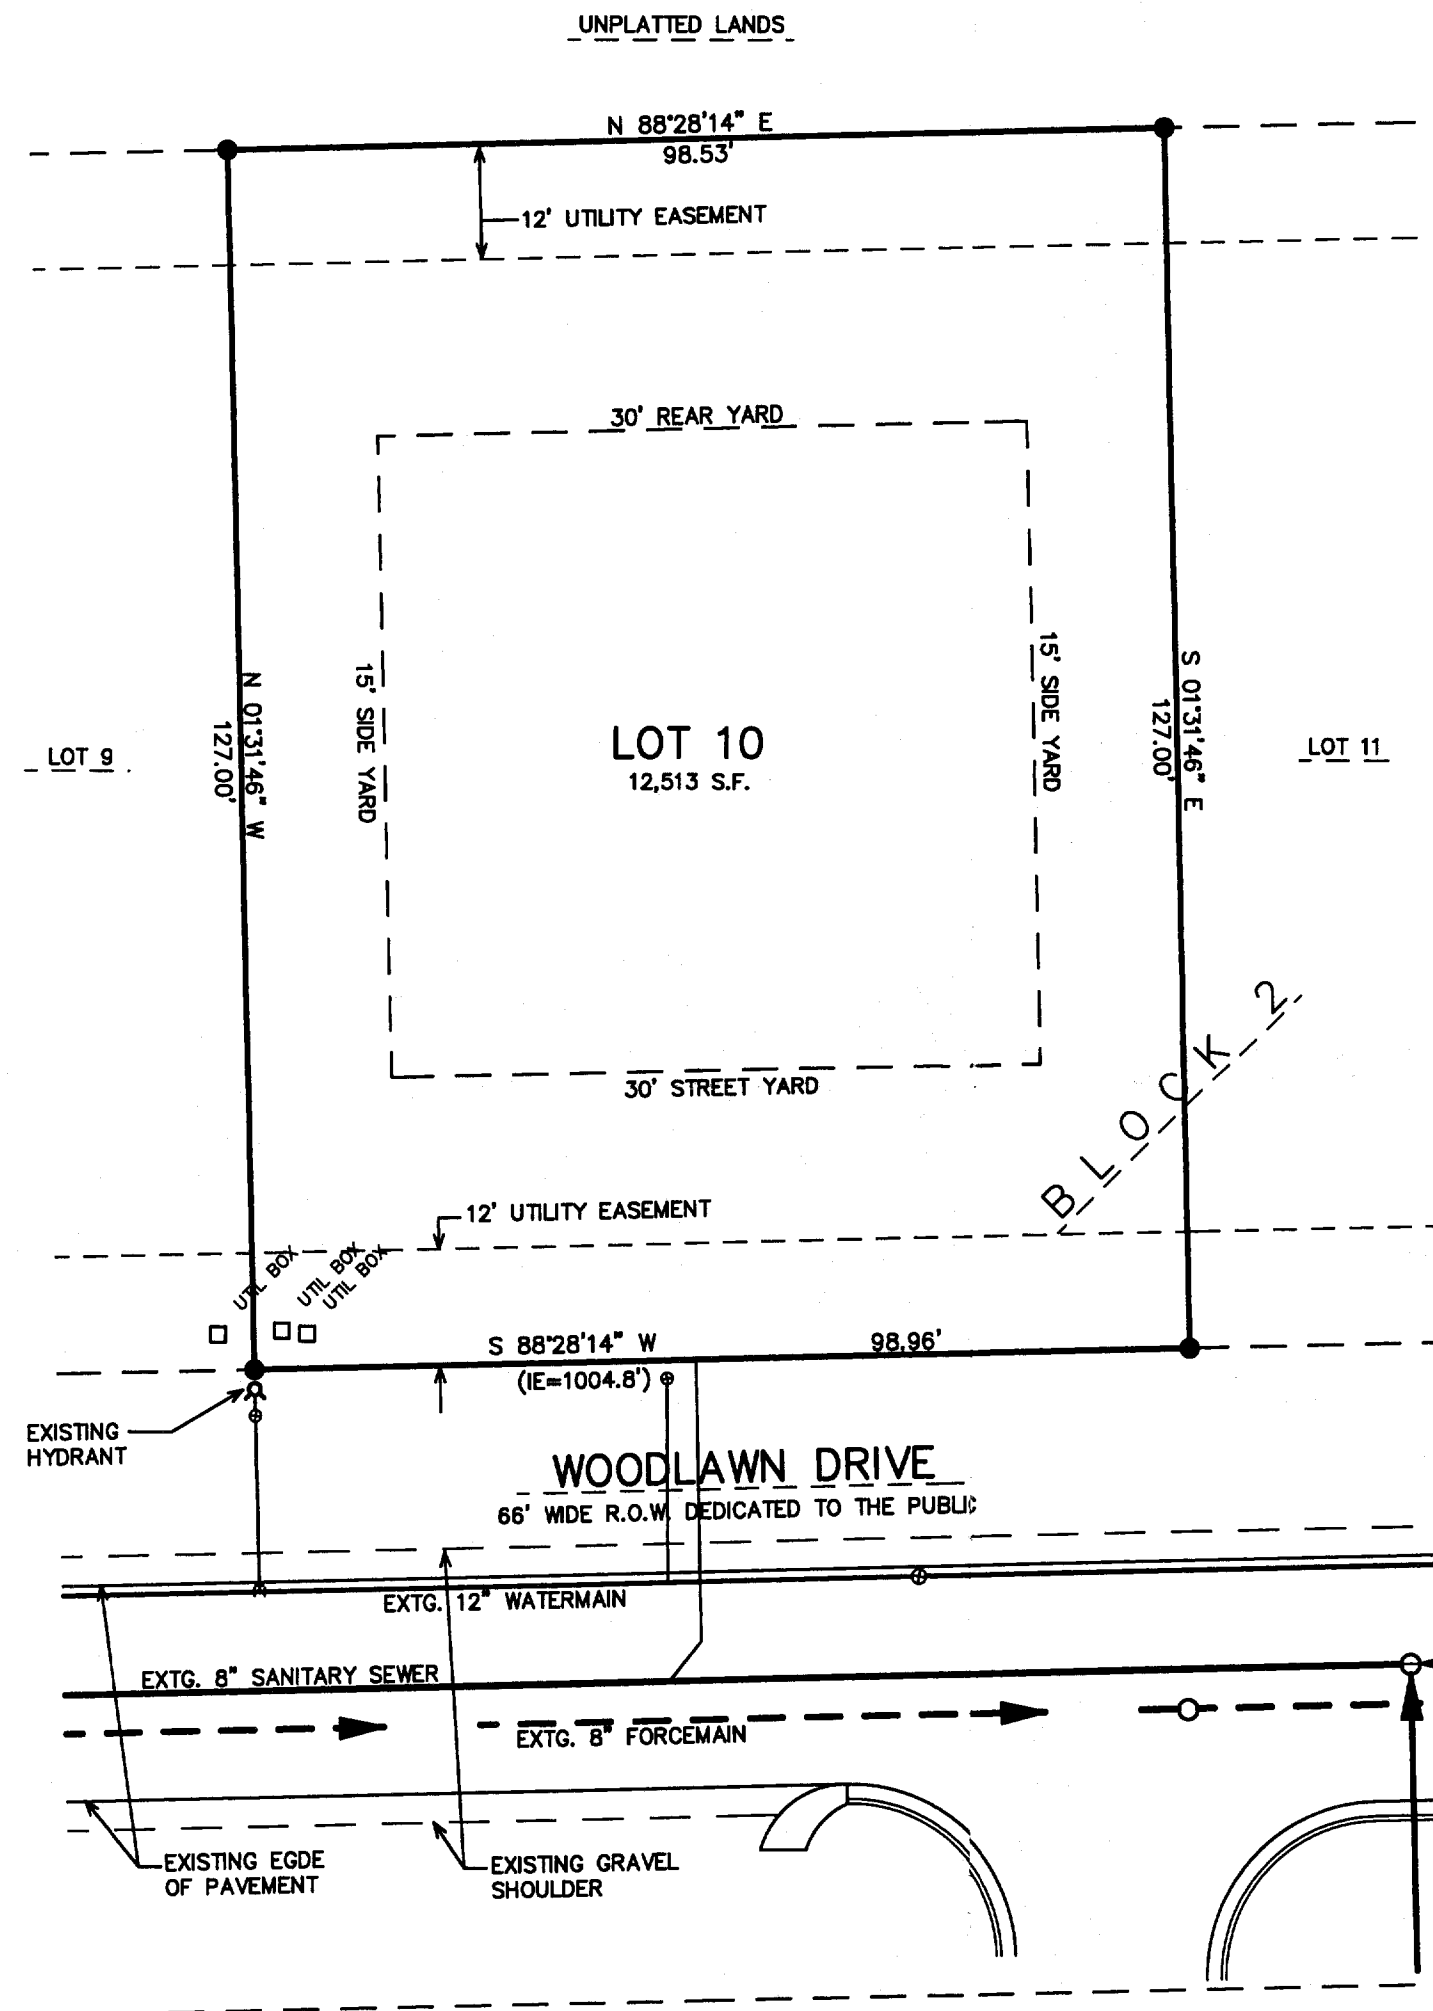 UNPLATTED LANDS
N 88°28'14" E
98.53'
12' UTILITY EASEMENT
30' REAR YARD
15' SIDE YARD
15' SIDE YARD
N 01°31'46" W
127.00'
S 01°31'46" E
127.00'
LOT 9
LOT 10
12,513 S.F.
LOT 11
30' STREET YARD
BLOCK 2
12' UTILITY EASEMENT
UTIL BOX
UTIL BOX
UTIL BOX
S 88°28'14" W
98.96'
(IE=1004.8')
EXISTING
HYDRANT
WOODLAWN DRIVE
66' WIDE R.O.W. DEDICATED TO THE PUBLIC
EXTG. 12" WATERMAIN
EXTG. 8" SANITARY SEWER
EXTG. 8" FORCEMAIN
EXISTING EGDE
OF PAVEMENT
EXISTING GRAVEL
SHOULDER